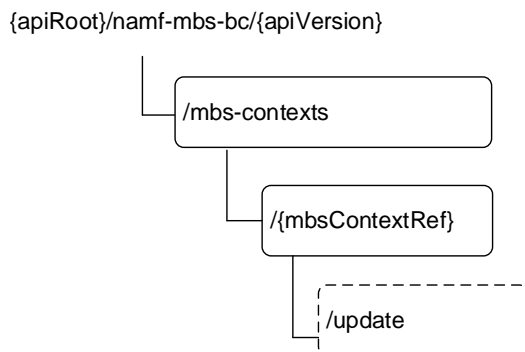 {apiRoot}/namf-mbs-bc/{apiVersion}
/mbs-contexts
/{mbsContextRef}
/update